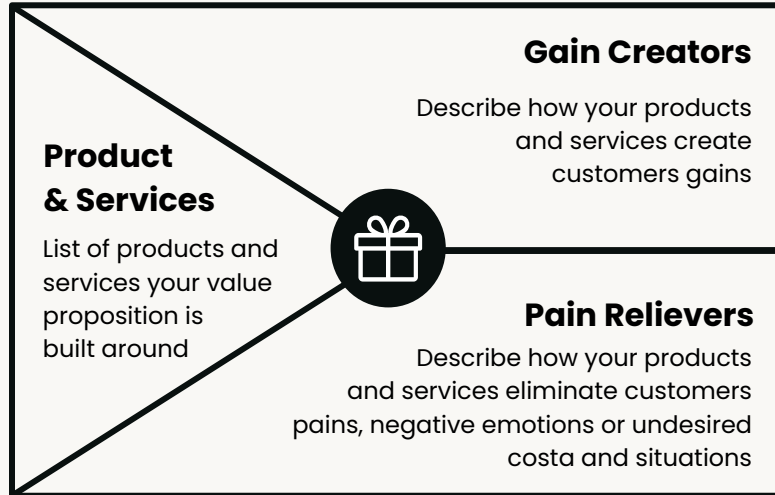 Gain Creators
Describe how your products
and services create
customers gains
Product
& Services
List of products and
services your value
proposition is
built around
Pain Relievers
Describe how your products
and services eliminate customers
pains, negative emotions or undesired
costa and situations